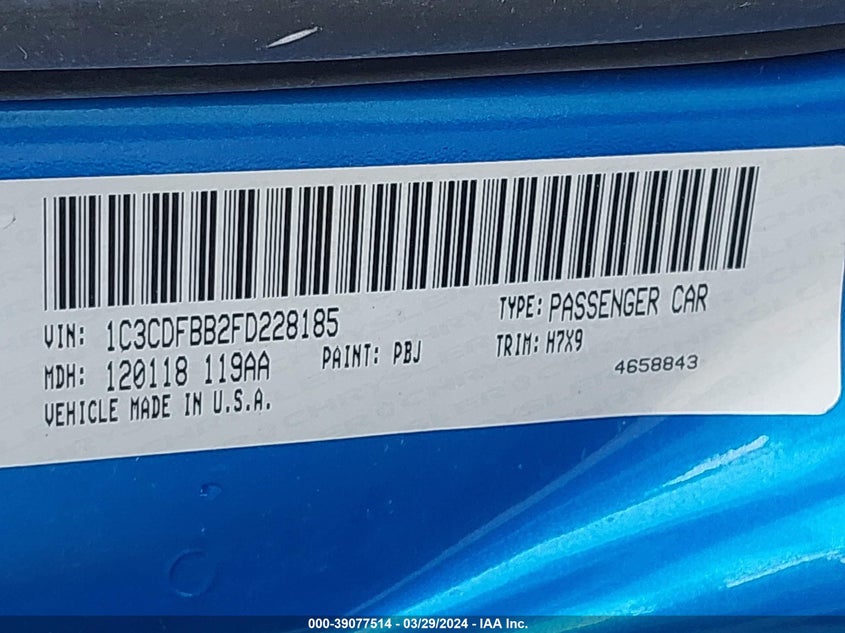 VIN: 1C3CDFBB2FD228185 TYPE: PASSENGER CAR
MDH: 120118 119AA PAINT: PBJ TRIM: H7X9
VEHICLE MADE IN U.S.A. 4658843
000-39077514 - 03/29/2024 - IAA Inc.